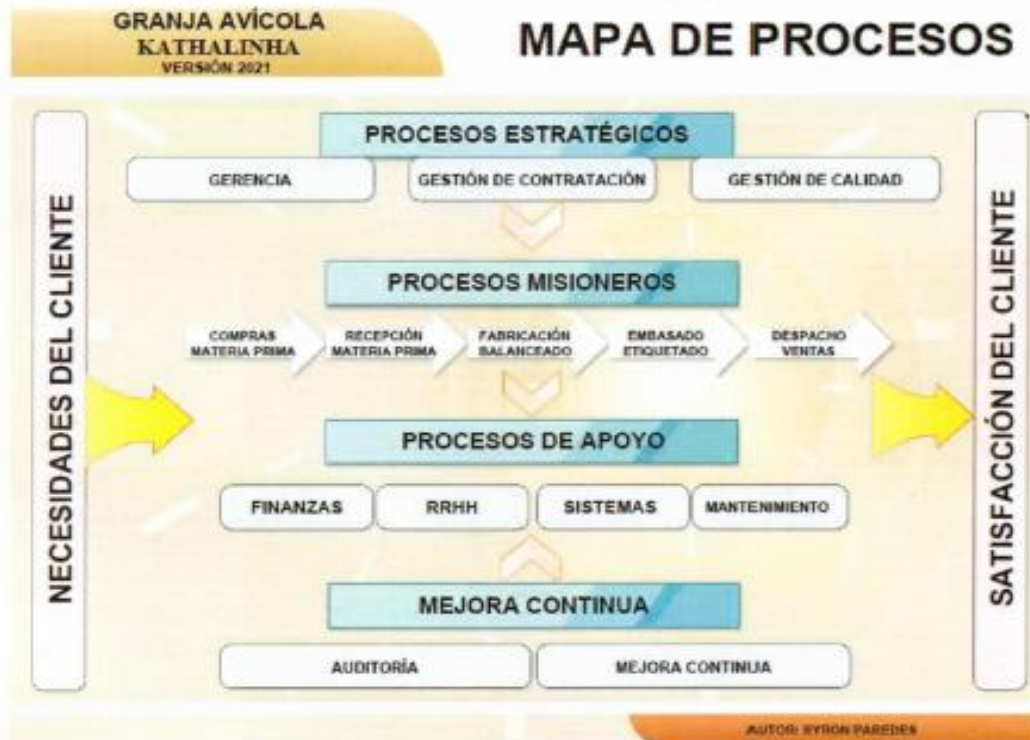 GRANJA AVÍCOLA
KATHALINHA
VERSIÓN 2021
MAPA DE PROCESOS
NECESIDADES DEL CLIENTE
PROCESOS ESTRATÉGICOS
GERENCIA
GESTIÓN DE CONTRATACIÓN
GESTIÓN DE CALIDAD
PROCESOS MISIONEROS
COMPRAS
MATERIA PRIMA
RECEPCIÓN
MATERIA PRIMA
FABRICACIÓN
BALANCEADO
EMBASADO
ETIQUETADO
DESPACHO
VENTAS
PROCESOS DE APOYO
FINANZAS
RRHH
SISTEMAS
MANTENIMIENTO
MEJORA CONTINUA
AUDITORÍA
MEJORA CONTINUA
SATISFACCIÓN DEL CLIENTE
AUTOR: BYRON PAREDES